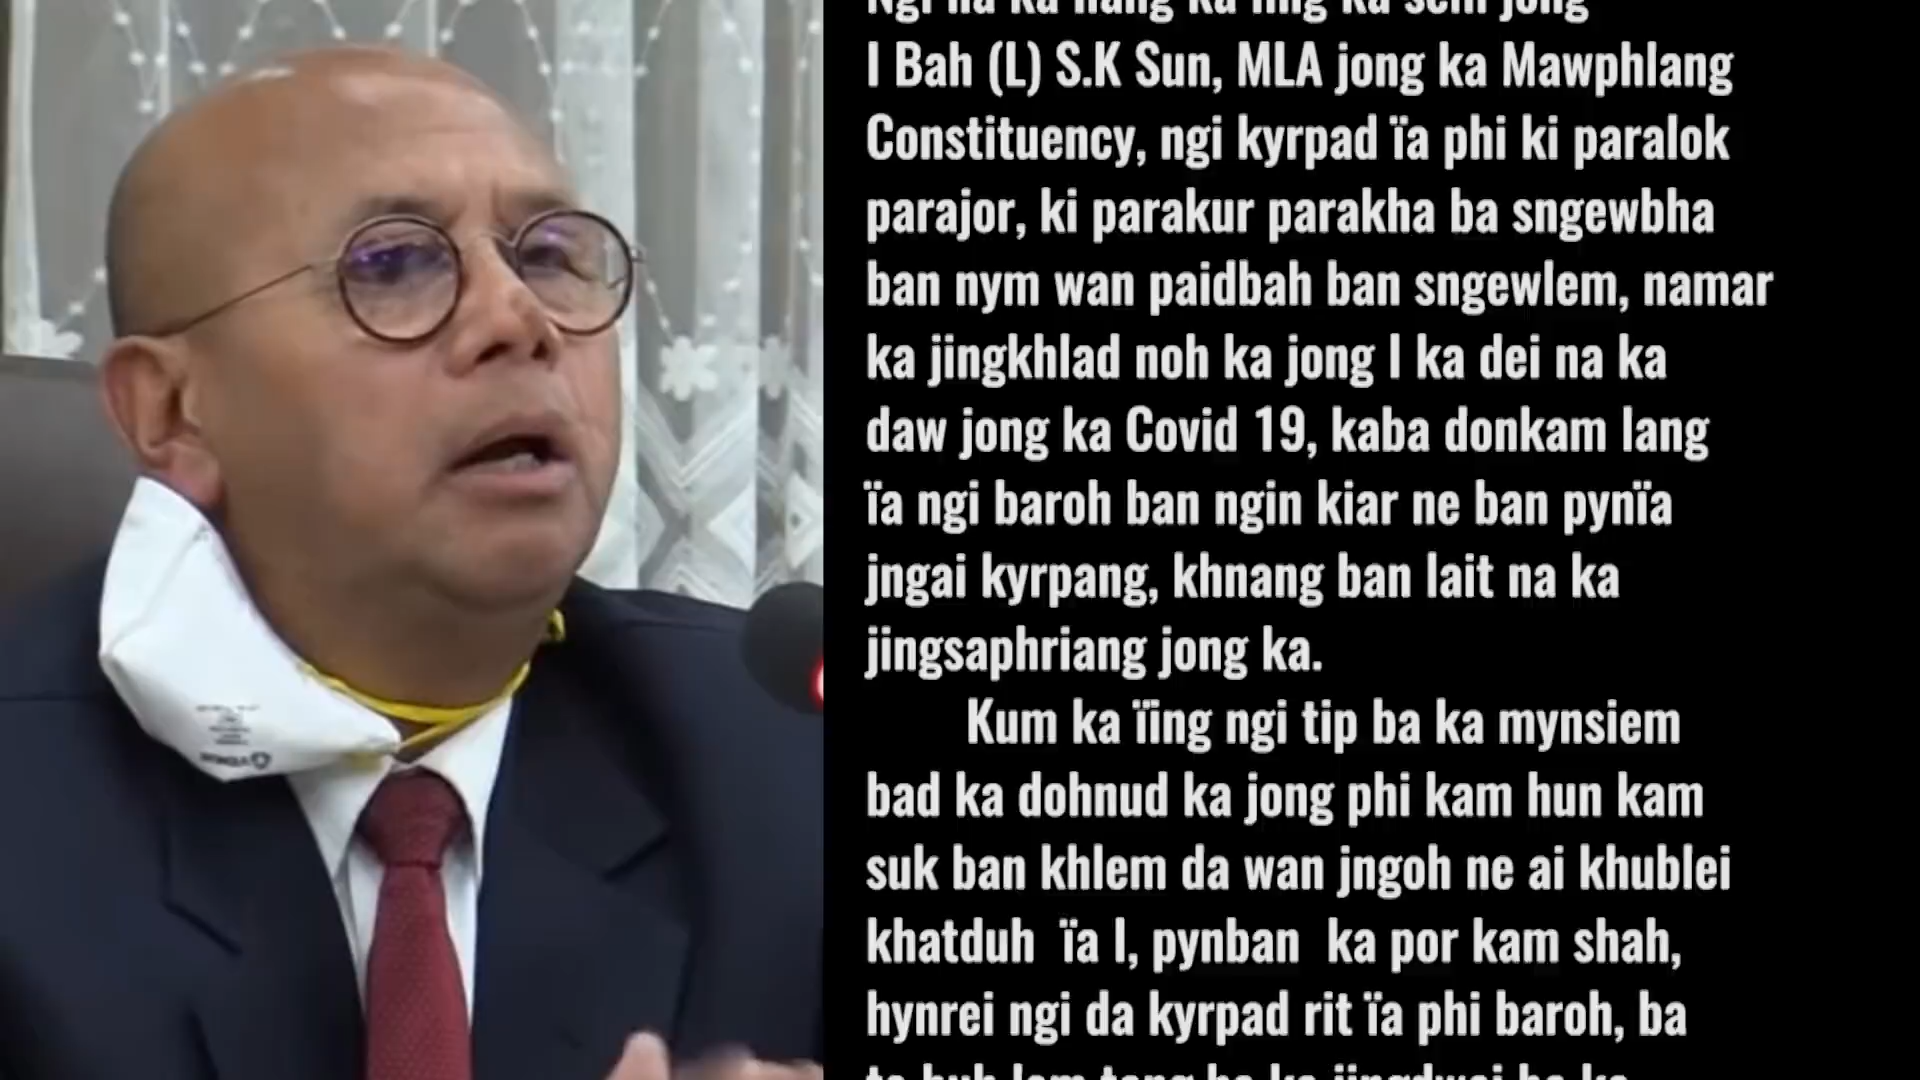 I Bah (L) S.K Sun, MLA jong ka Mawphlang
Constituency, ngi kyrpad ïa phi ki paralok
parajor, ki parakur parakha ba sngewbha
ban nym wan paidbah ban sngewlem, namar
ka jingkhlad noh ka jong I ka dei na ka
daw jong ka Covid 19, kaba donkam lang
ïa ngi baroh ban ngin kiar ne ban pynïa
jngai kyrpang, khnang ban lait na ka
jingsaphriang jong ka.
Kum ka ïing ngi tip ba ka mynsiem
bad ka dohnud ka jong phi kam hun kam
suk ban khlem da wan jngoh ne ai khublei
khatduh ïa I, pynban ka por kam shah,
hynrei ngi da kyrpad rit ïa phi baroh, ba